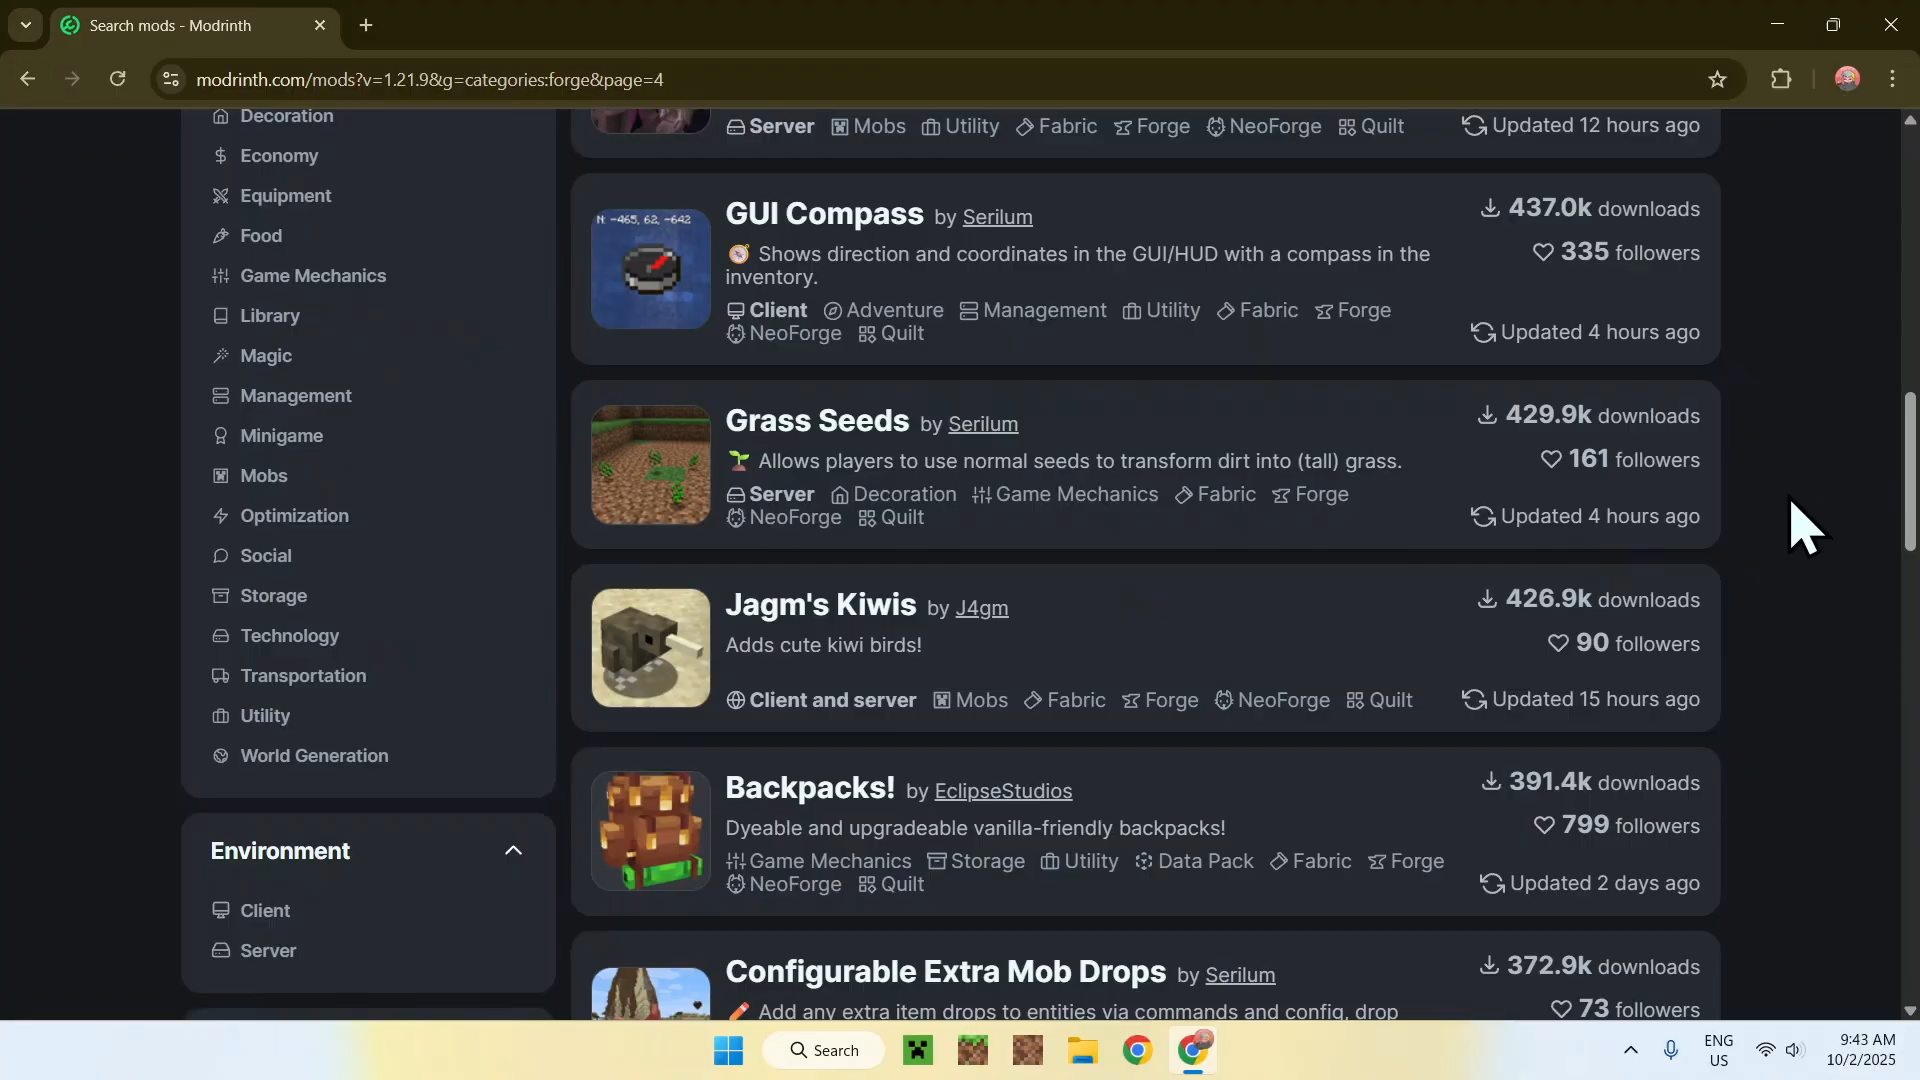 Search mods - Modrinth
modrinth.com/mods?v=1.21.9&g=categories:forge&page=4
Decoration
Economy
Equipment
Food
Game Mechanics
Library
Magic
Management
Minigame
Mobs
Optimization
Social
Storage
Technology
Transportation
Utility
World Generation
Environment
Client
Server
Server Mobs Utility Fabric Forge NeoForge Quilt
Updated 12 hours ago
N: -465, 62, -642
GUI Compass by Serilum
🧭 Shows direction and coordinates in the GUI/HUD with a compass in the
inventory.
Client Adventure Management Utility Fabric Forge
NeoForge Quilt
437.0k downloads
335 followers
Updated 4 hours ago
Grass Seeds by Serilum
🌱 Allows players to use normal seeds to transform dirt into (tall) grass.
Server Decoration Game Mechanics Fabric Forge
NeoForge Quilt
429.9k downloads
161 followers
Updated 4 hours ago
Jagm's Kiwis by J4gm
Adds cute kiwi birds!
Client and server Mobs Fabric Forge NeoForge Quilt
426.9k downloads
90 followers
Updated 15 hours ago
Backpacks! by EclipseStudios
Dyeable and upgradeable vanilla-friendly backpacks!
Game Mechanics Storage Utility Data Pack Fabric Forge
NeoForge Quilt
391.4k downloads
799 followers
Updated 2 days ago
Configurable Extra Mob Drops by Serilum
Add any extra item drops to entities via commands and config, drop
372.9k downloads
73 followers
Search
ENG
US
9:43 AM
10/2/2025